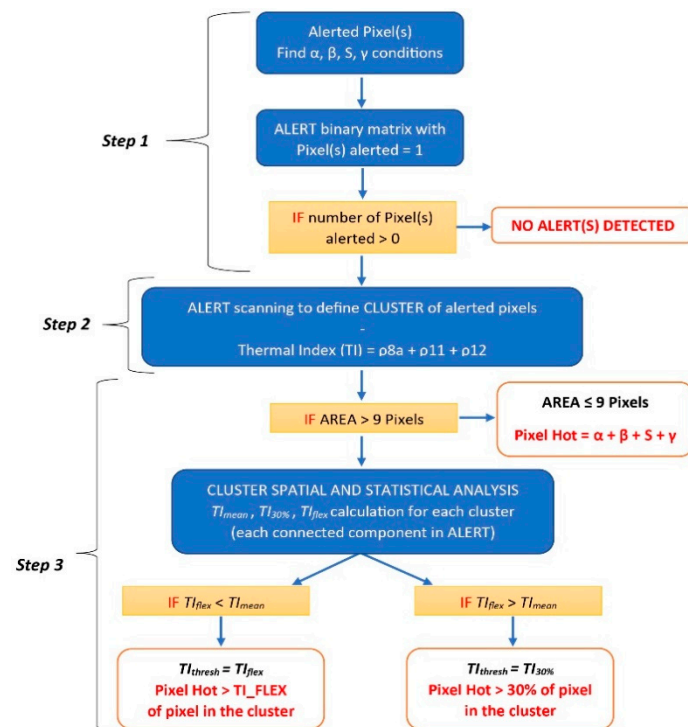 Alerted Pixel(s)
Find α, β, S, γ conditions
Step 1
ALERT binary matrix with
Pixel(s) alerted = 1
IF number of Pixel(s)
alerted > 0
NO ALERT(S) DETECTED
Step 2
ALERT scanning to define CLUSTER of alerted pixels
-
Thermal Index (TI) = ρ8a + ρ11 + ρ12
IF AREA > 9 Pixels
AREA ≤ 9 Pixels
Pixel Hot = α + β + S + γ
Step 3
CLUSTER SPATIAL AND STATISTICAL ANALYSIS
TImean , TI30% , TIflex calculation for each cluster
(each connected component in ALERT)
IF TIflex < TImean
IF TIflex > TImean
TIthresh = TIflex
Pixel Hot > TI_FLEX
of pixel in the cluster
TIthresh = TI30%
Pixel Hot > 30% of pixel
in the cluster